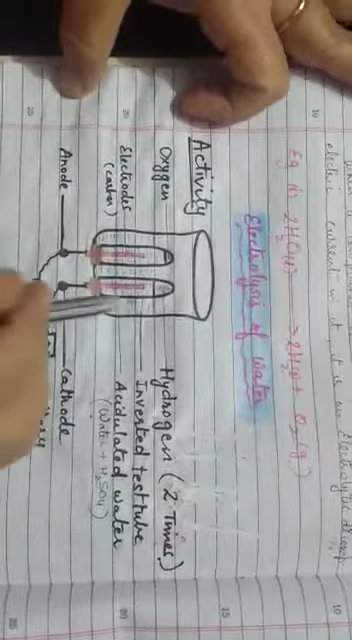 electric current in it, it is an Electrolytic decomp
Eg is 2H2O(l) → 2H2(g) + O2(g)
Electrolysis of water
Activity
Oxygen
Hydrogen (2 Times)
Inverted testtube
Electrodes
(carbon)
Acidulated water
(Water + H2SO4)
Anode
Cathode